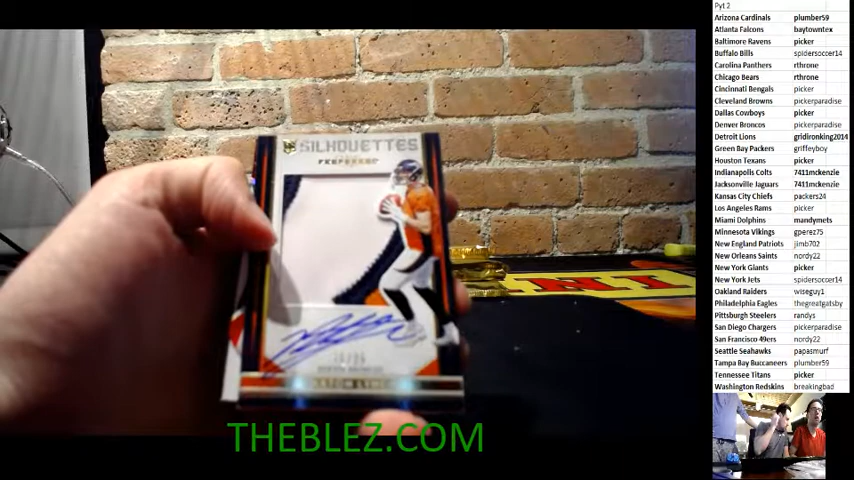 Pyt 2
Arizona Cardinals plumber59
Atlanta Falcons baytowntex
Baltimore Ravens picker
Buffalo Bills spidersoccer14
Carolina Panthers rthrone
Chicago Bears rthrone
Cincinnati Bengals picker
Cleveland Browns pickerparadise
Dallas Cowboys picker
Denver Broncos pickerparadise
Detroit Lions gridironking2014
Green Bay Packers griffeyboy
Houston Texans picker
Indianapolis Colts 7411mckenzie
Jacksonville Jaguars 7411mckenzie
Kansas City Chiefs packers24
Los Angeles Rams picker
Miami Dolphins mandymets
Minnesota Vikings gperez75
New England Patriots jimb702
New Orleans Saints nordy22
New York Giants picker
New York Jets spidersoccer14
Oakland Raiders wiseguy1
Philadelphia Eagles thegreatgatsby
Pittsburgh Steelers randys
San Diego Chargers pickerparadise
San Francisco 49ers nordy22
Seattle Seahawks papasmurf
Tampa Bay Buccaneers plumber59
Tennessee Titans picker
Washington Redskins breakingbad
SILHOUETTES
PREFERRED
THEBLEZ.COM